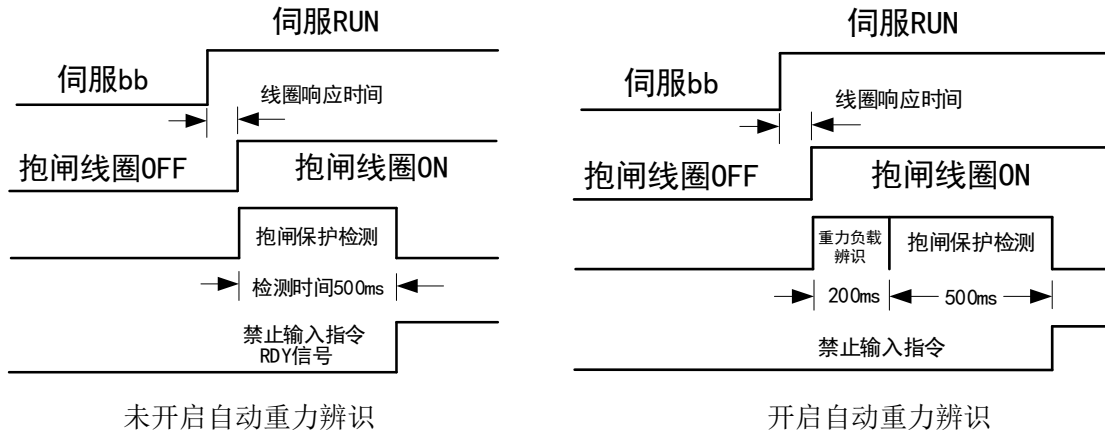 伺服RUN
伺服bb
线圈响应时间
抱闸线圈OFF
抱闸线圈ON
抱闸保护检测
检测时间500ms
禁止输入指令
RDY信号
未开启自动重力辨识
伺服RUN
伺服bb
线圈响应时间
抱闸线圈OFF
抱闸线圈ON
重力负载
辨识
抱闸保护检测
200ms
500ms
禁止输入指令
开启自动重力辨识